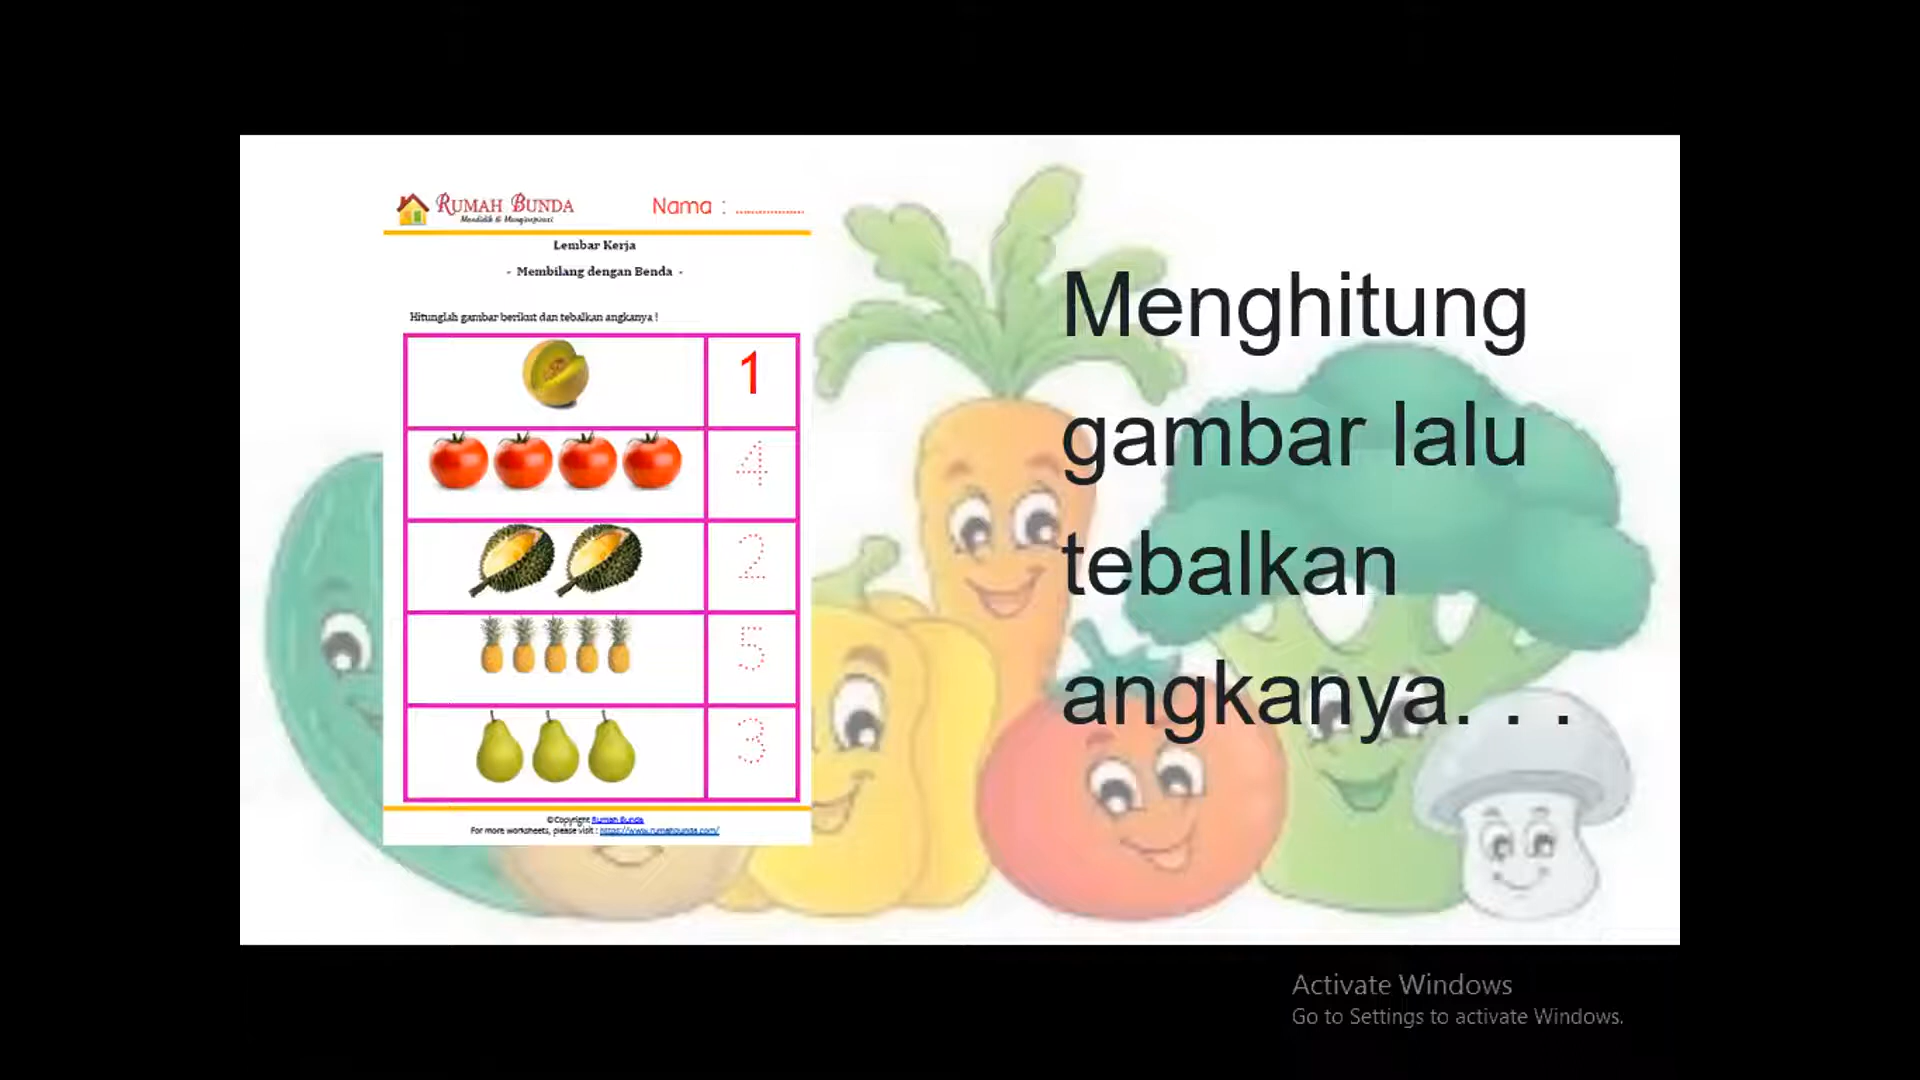 RUMAH BUNDA
Mendidik & Menginspirasi
Nama : ..............
Lembar Kerja
- Membilang dengan Benda -
Hitunglah gambar berikut dan tebalkan angkanya !
1
4
2
5
3
©Copyright Rumah Bunda
For more worksheets, please visit : https://www.rumahbunda.com/
Menghitung
gambar lalu
tebalkan
angkanya. . .
Activate Windows
Go to Settings to activate Windows.